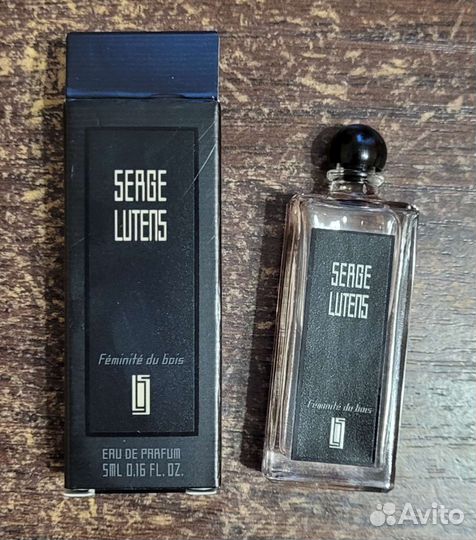 SERGE
LUTENS
Féminité du bois
EAU DE PARFUM
5ML 0.16 FL. OZ.
SERGE
LUTENS
Féminité du bois
Avito